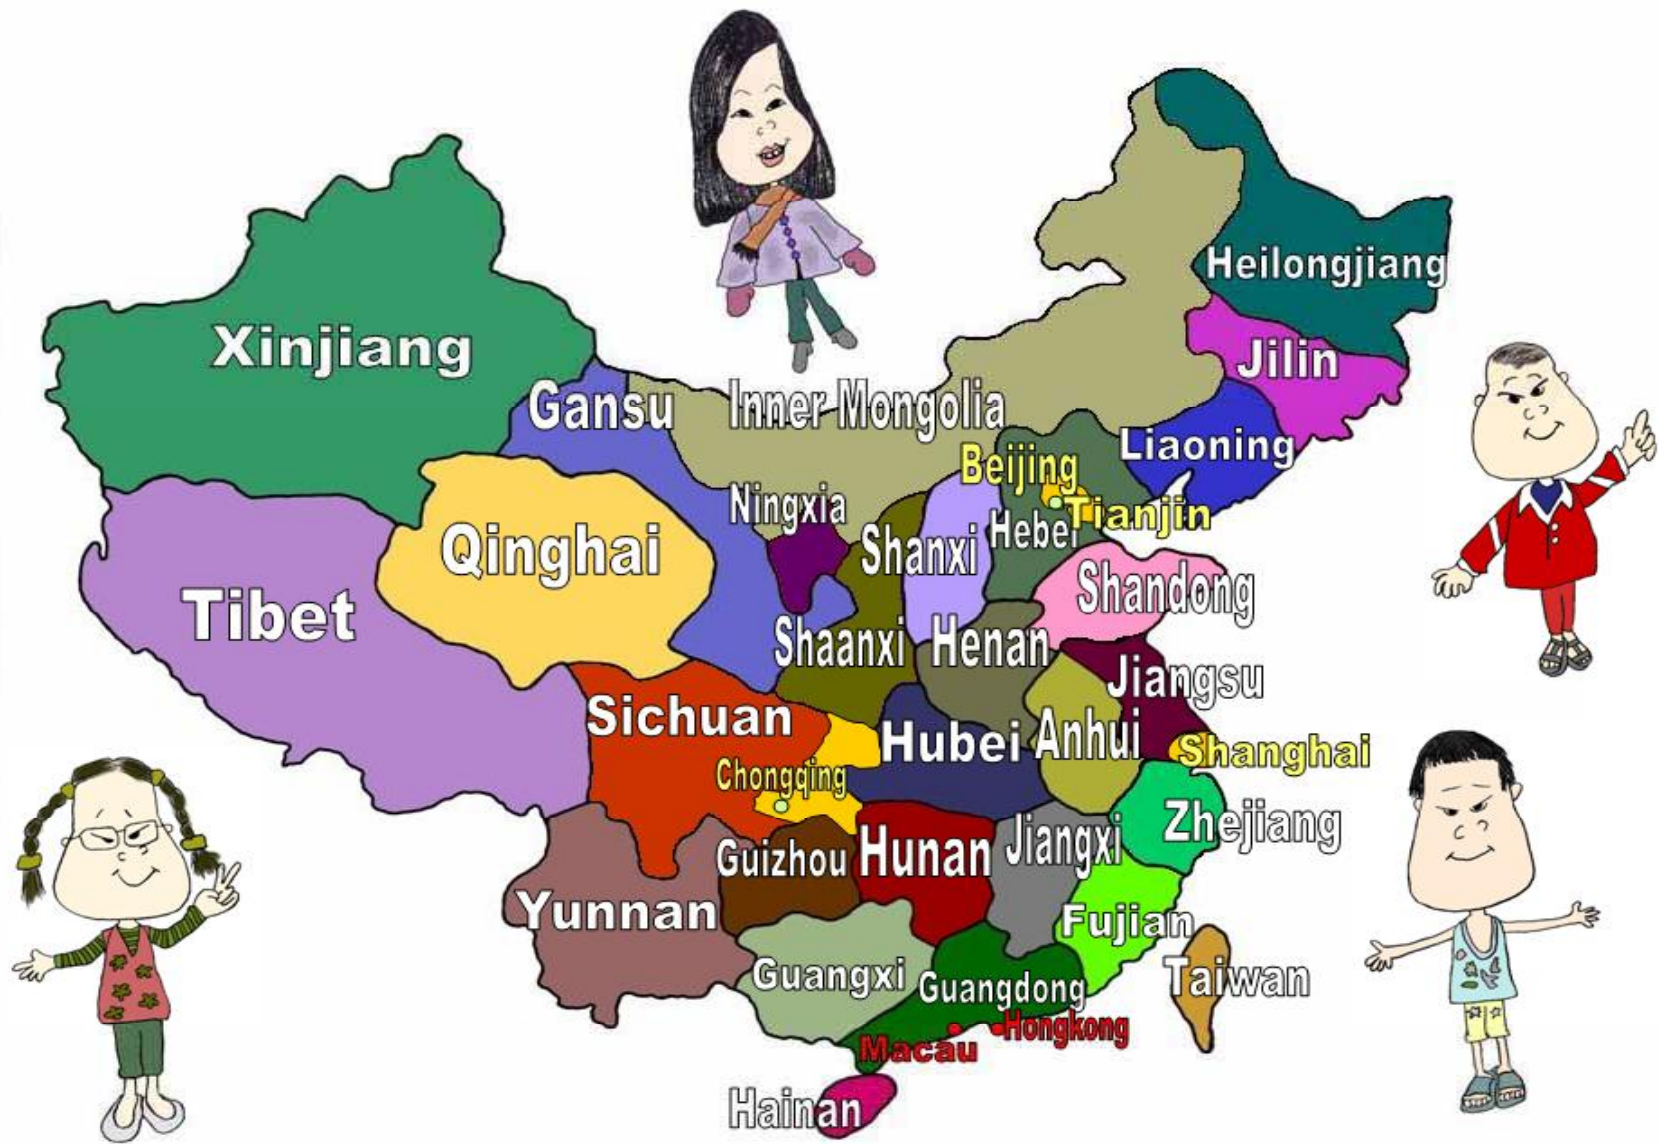 Heilongjiang
Xinjiang
Jilin
Gansu
Inner Mongolia
Liaoning
Beijing
Ningxia
Tianjin
Hebei
Qinghai
Shanxi
Shandong
Tibet
Shaanxi
Henan
Jiangsu
Sichuan
Hubei
Anhui
Shanghai
Chongqing
Zhejiang
Guizhou
Hunan
Jiangxi
Yunnan
Fujian
Guangxi
Guangdong
Taiwan
Hongkong
Macau
Hainan